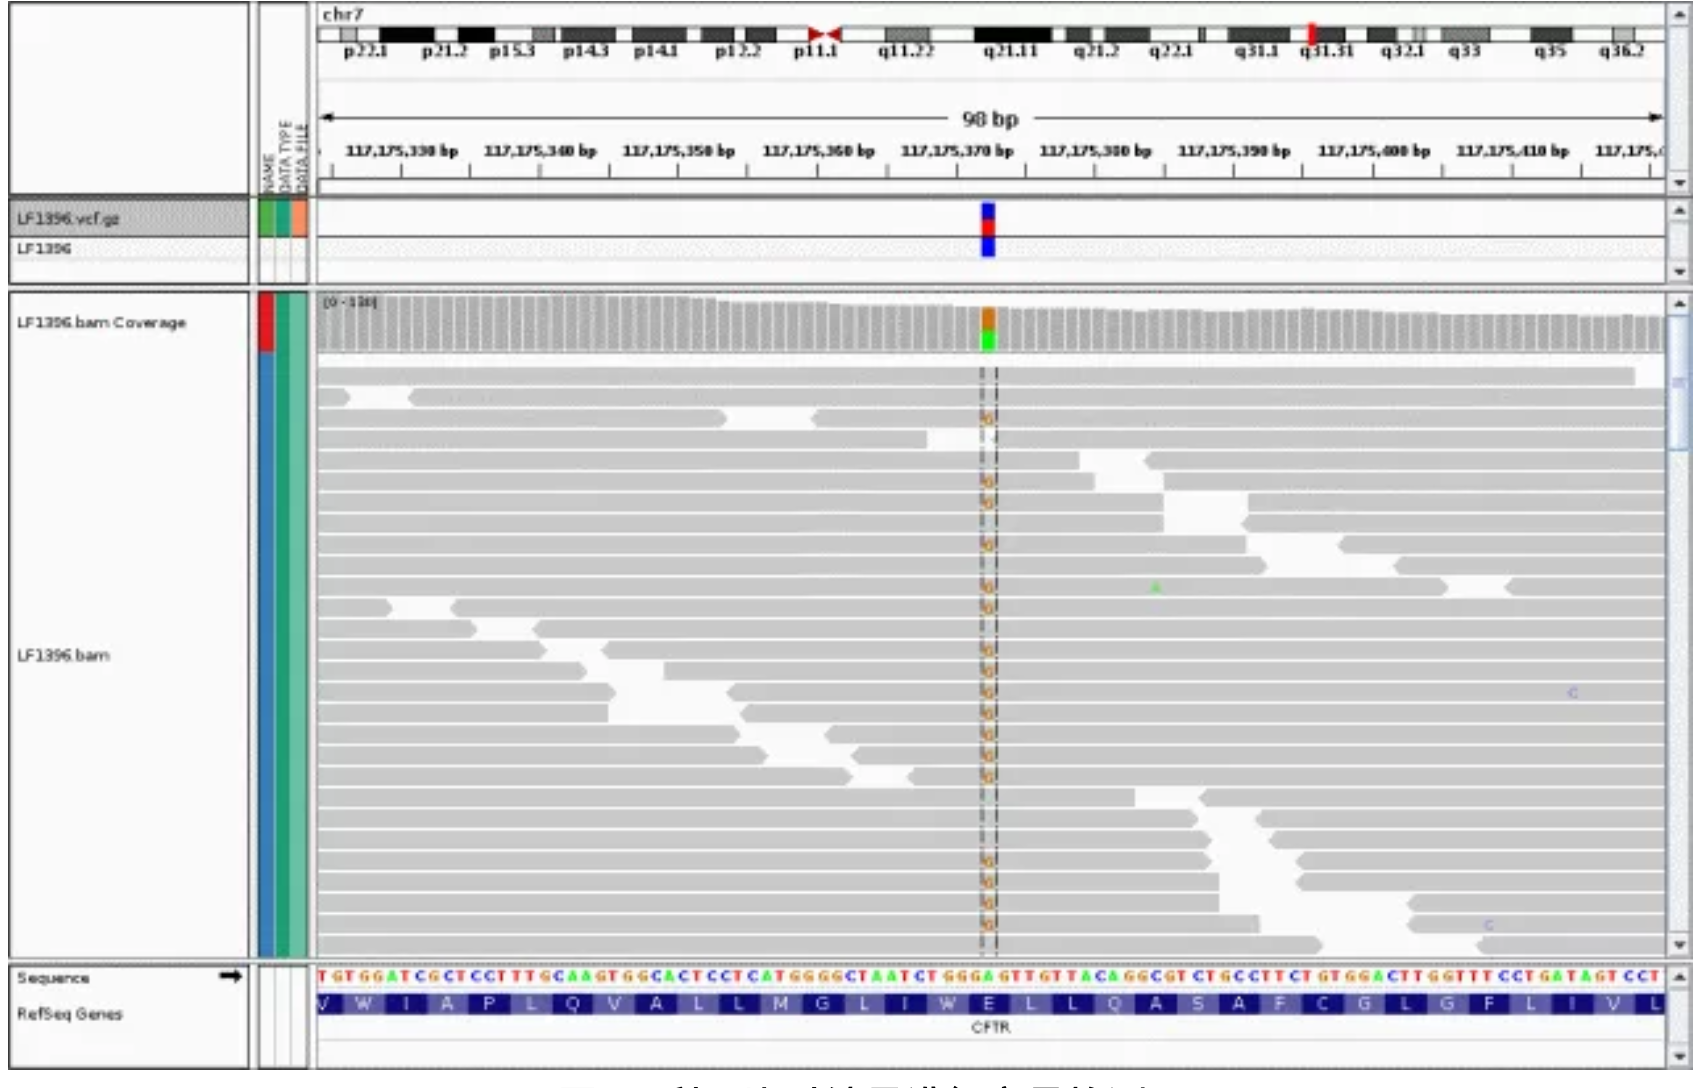 chr7
p22.1 p21.2 p15.3 p14.3 p14.1 p12.2 p11.1 q11.22 q21.11 q21.2 q22.1 q31.1 q31.31 q32.1 q33 q35 q36.2
98 bp
117,175,330 bp 117,175,340 bp 117,175,350 bp 117,175,360 bp 117,175,370 bp 117,175,380 bp 117,175,390 bp 117,175,400 bp 117,175,410 bp 117,175,
NAME
DATA TYPE
DATA FILE
LF1396.vcf.gz
LF1396
[0 - 130]
LF1396.bam Coverage
G
G
G
G
A
G
G
G
G
G C
G
G
G
G
G
G
G
G C
LF1396.bam
Sequence
TGTGGATCGCTCCTTTGCAAGTGGCACTCCTCATGGGGCTAATCTGGGAGTTGTTACAGGCGTCTGCCTTCTGTGGACTTGGTTTCCTGATAGTCCT
RefSeq Genes
V W I A P L Q V A L L M G L I W E L L Q A S A F C G L G F L I V L
CFTR